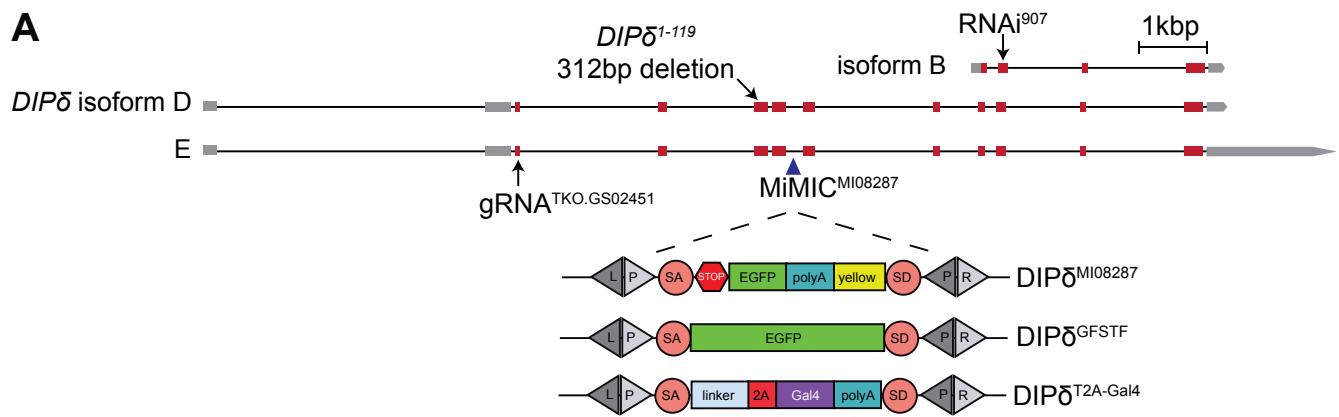 A
RNAi907
1kbp
DIPδ1-119
312bp deletion
isoform B
DIPδ isoform D
E
gRNATKO.GS02451
MiMICMI08287
L P SA STOP EGFP polyA yellow SD P R DIPδMI08287
L P SA EGFP SD P R DIPδGFSTF
L P SA linker 2A Gal4 polyA SD P R DIPδT2A-Gal4